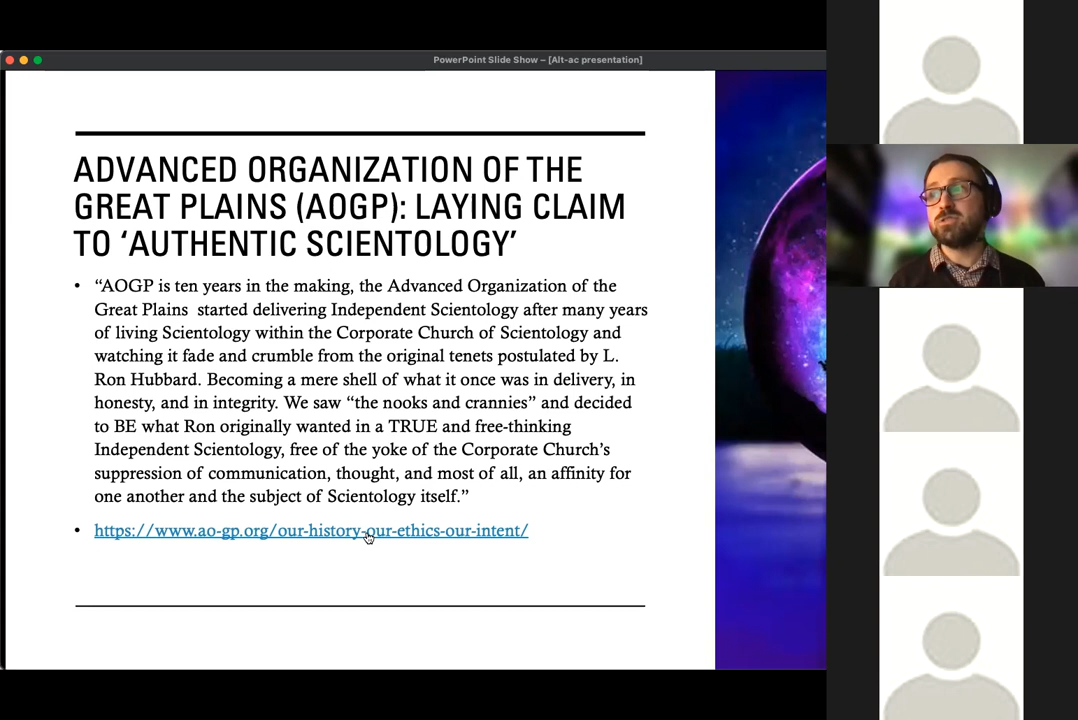 PowerPoint Slide Show – [Alt-ac presentation]
ADVANCED ORGANIZATION OF THE
GREAT PLAINS (AOGP): LAYING CLAIM
TO ‘AUTHENTIC SCIENTOLOGY’
• “AOGP is ten years in the making, the Advanced Organization of the
Great Plains  started delivering Independent Scientology after many years
of living Scientology within the Corporate Church of Scientology and
watching it fade and crumble from the original tenets postulated by L.
Ron Hubbard. Becoming a mere shell of what it once was in delivery, in
honesty, and in integrity. We saw “the nooks and crannies” and decided
to BE what Ron originally wanted in a TRUE and free-thinking
Independent Scientology, free of the yoke of the Corporate Church’s
suppression of communication, thought, and most of all, an affinity for
one another and the subject of Scientology itself.”
• https://www.ao-gp.org/our-history-our-ethics-our-intent/